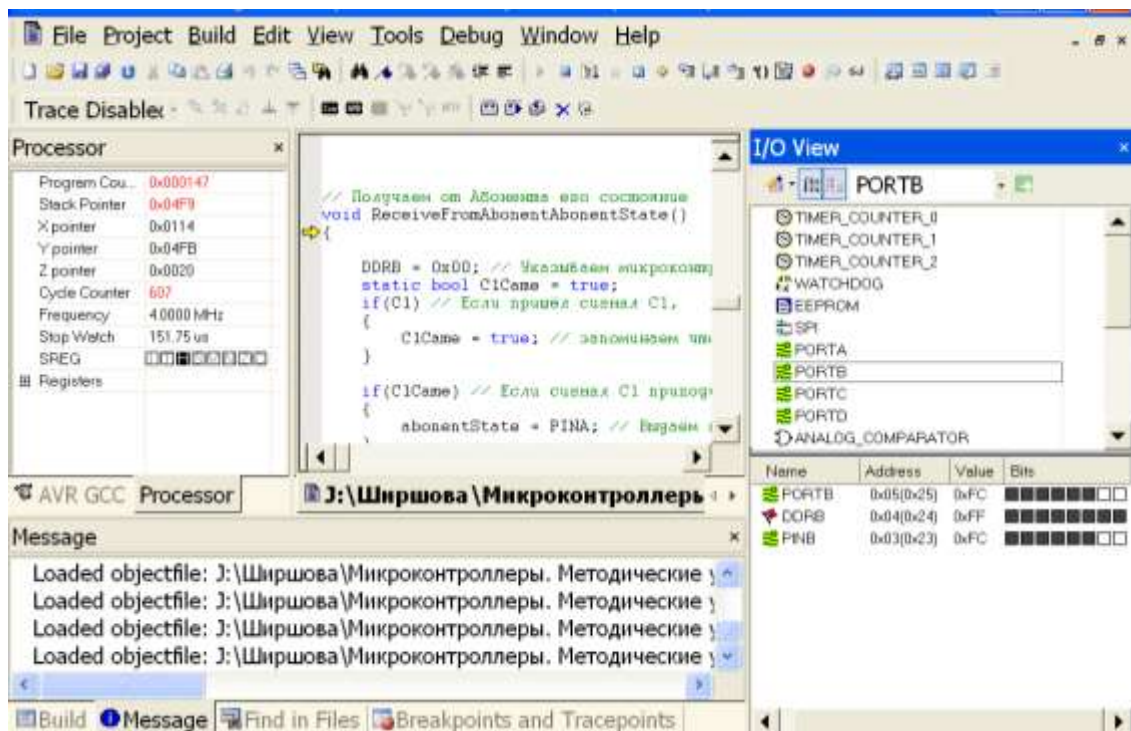 File Project Build Edit View Tools Debug Window Help
Trace Disable
Processor
Program Cou... 0x000147
Stack Pointer 0x04F9
X pointer 0x0114
Y pointer 0x04FB
Z pointer 0x0020
Cycle Counter 607
Frequency 4.0000 MHz
Stop Watch 151.75 us
SREG
Registers
AVR GCC Processor
// Получаем от Абонента его состояние
void ReceiveFromAbonentAbonentState()
{
DDRB = 0x00; // Указываем
static bool C1Came = true;
if(C1) // Если пришел сигнал C1,
{
C1Came = true; // запоминаем
}
if(C1Came) // Если сигнал C1
{
abonentState = PINA; // Выдаем
J:\Ширшова\Микроконтроллеры
I/O View
PORTB
TIMER_COUNTER_0
TIMER_COUNTER_1
TIMER_COUNTER_2
WATCHDOG
EEPROM
SPI
PORTA
PORTB
PORTC
PORTD
ANALOG_COMPARATOR
Name Address Value Bits
PORTB 0x05(0x25) 0xFC
DDRB 0x04(0x24) 0xFF
PINB 0x03(0x23) 0xFC
Message
Loaded objectfile: J:\Ширшова\Микроконтроллеры. Методические
Loaded objectfile: J:\Ширшова\Микроконтроллеры. Методические
Loaded objectfile: J:\Ширшова\Микроконтроллеры. Методические
Loaded objectfile: J:\Ширшова\Микроконтроллеры. Методические
Build Message Find in Files Breakpoints and Tracepoints